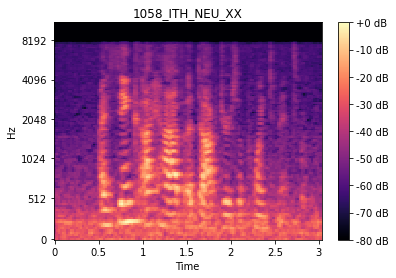 1058_ITH_NEU_XX
+0 dB
8192
-10 dB
4096
-20 dB
-30 dB
2048
-40 dB
Hz
1024
-50 dB
512
-60 dB
-70 dB
0
-80 dB
0 0.5 1 1.5 2 2.5 3
Time